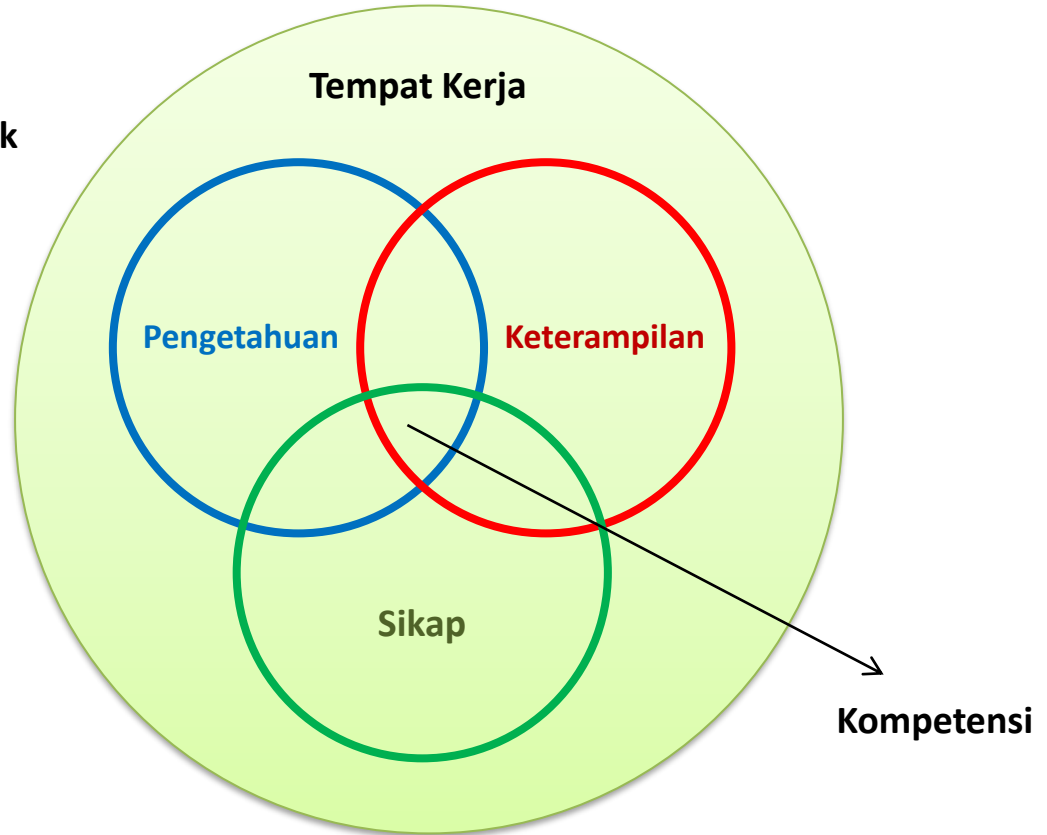 Tempat Kerja
k
Pengetahuan
Keterampilan
Sikap
Kompetensi